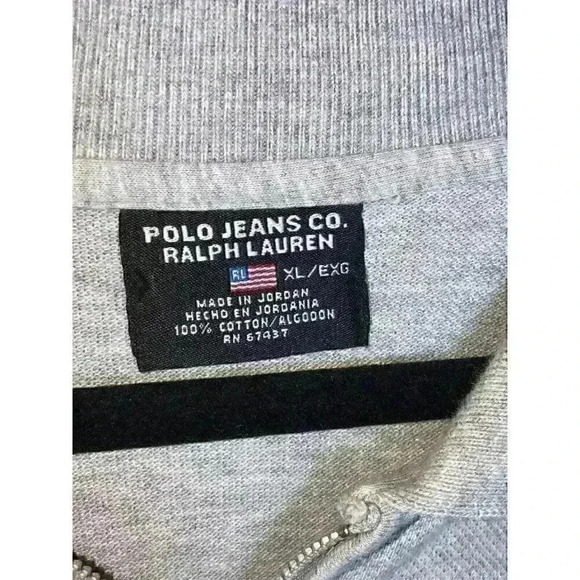 POLO JEANS CO.
RALPH LAUREN
RL XL/EXG
MADE IN JORDAN
HECHO EN JORDANIA
100% COTTON/ALGODON
RN 67437